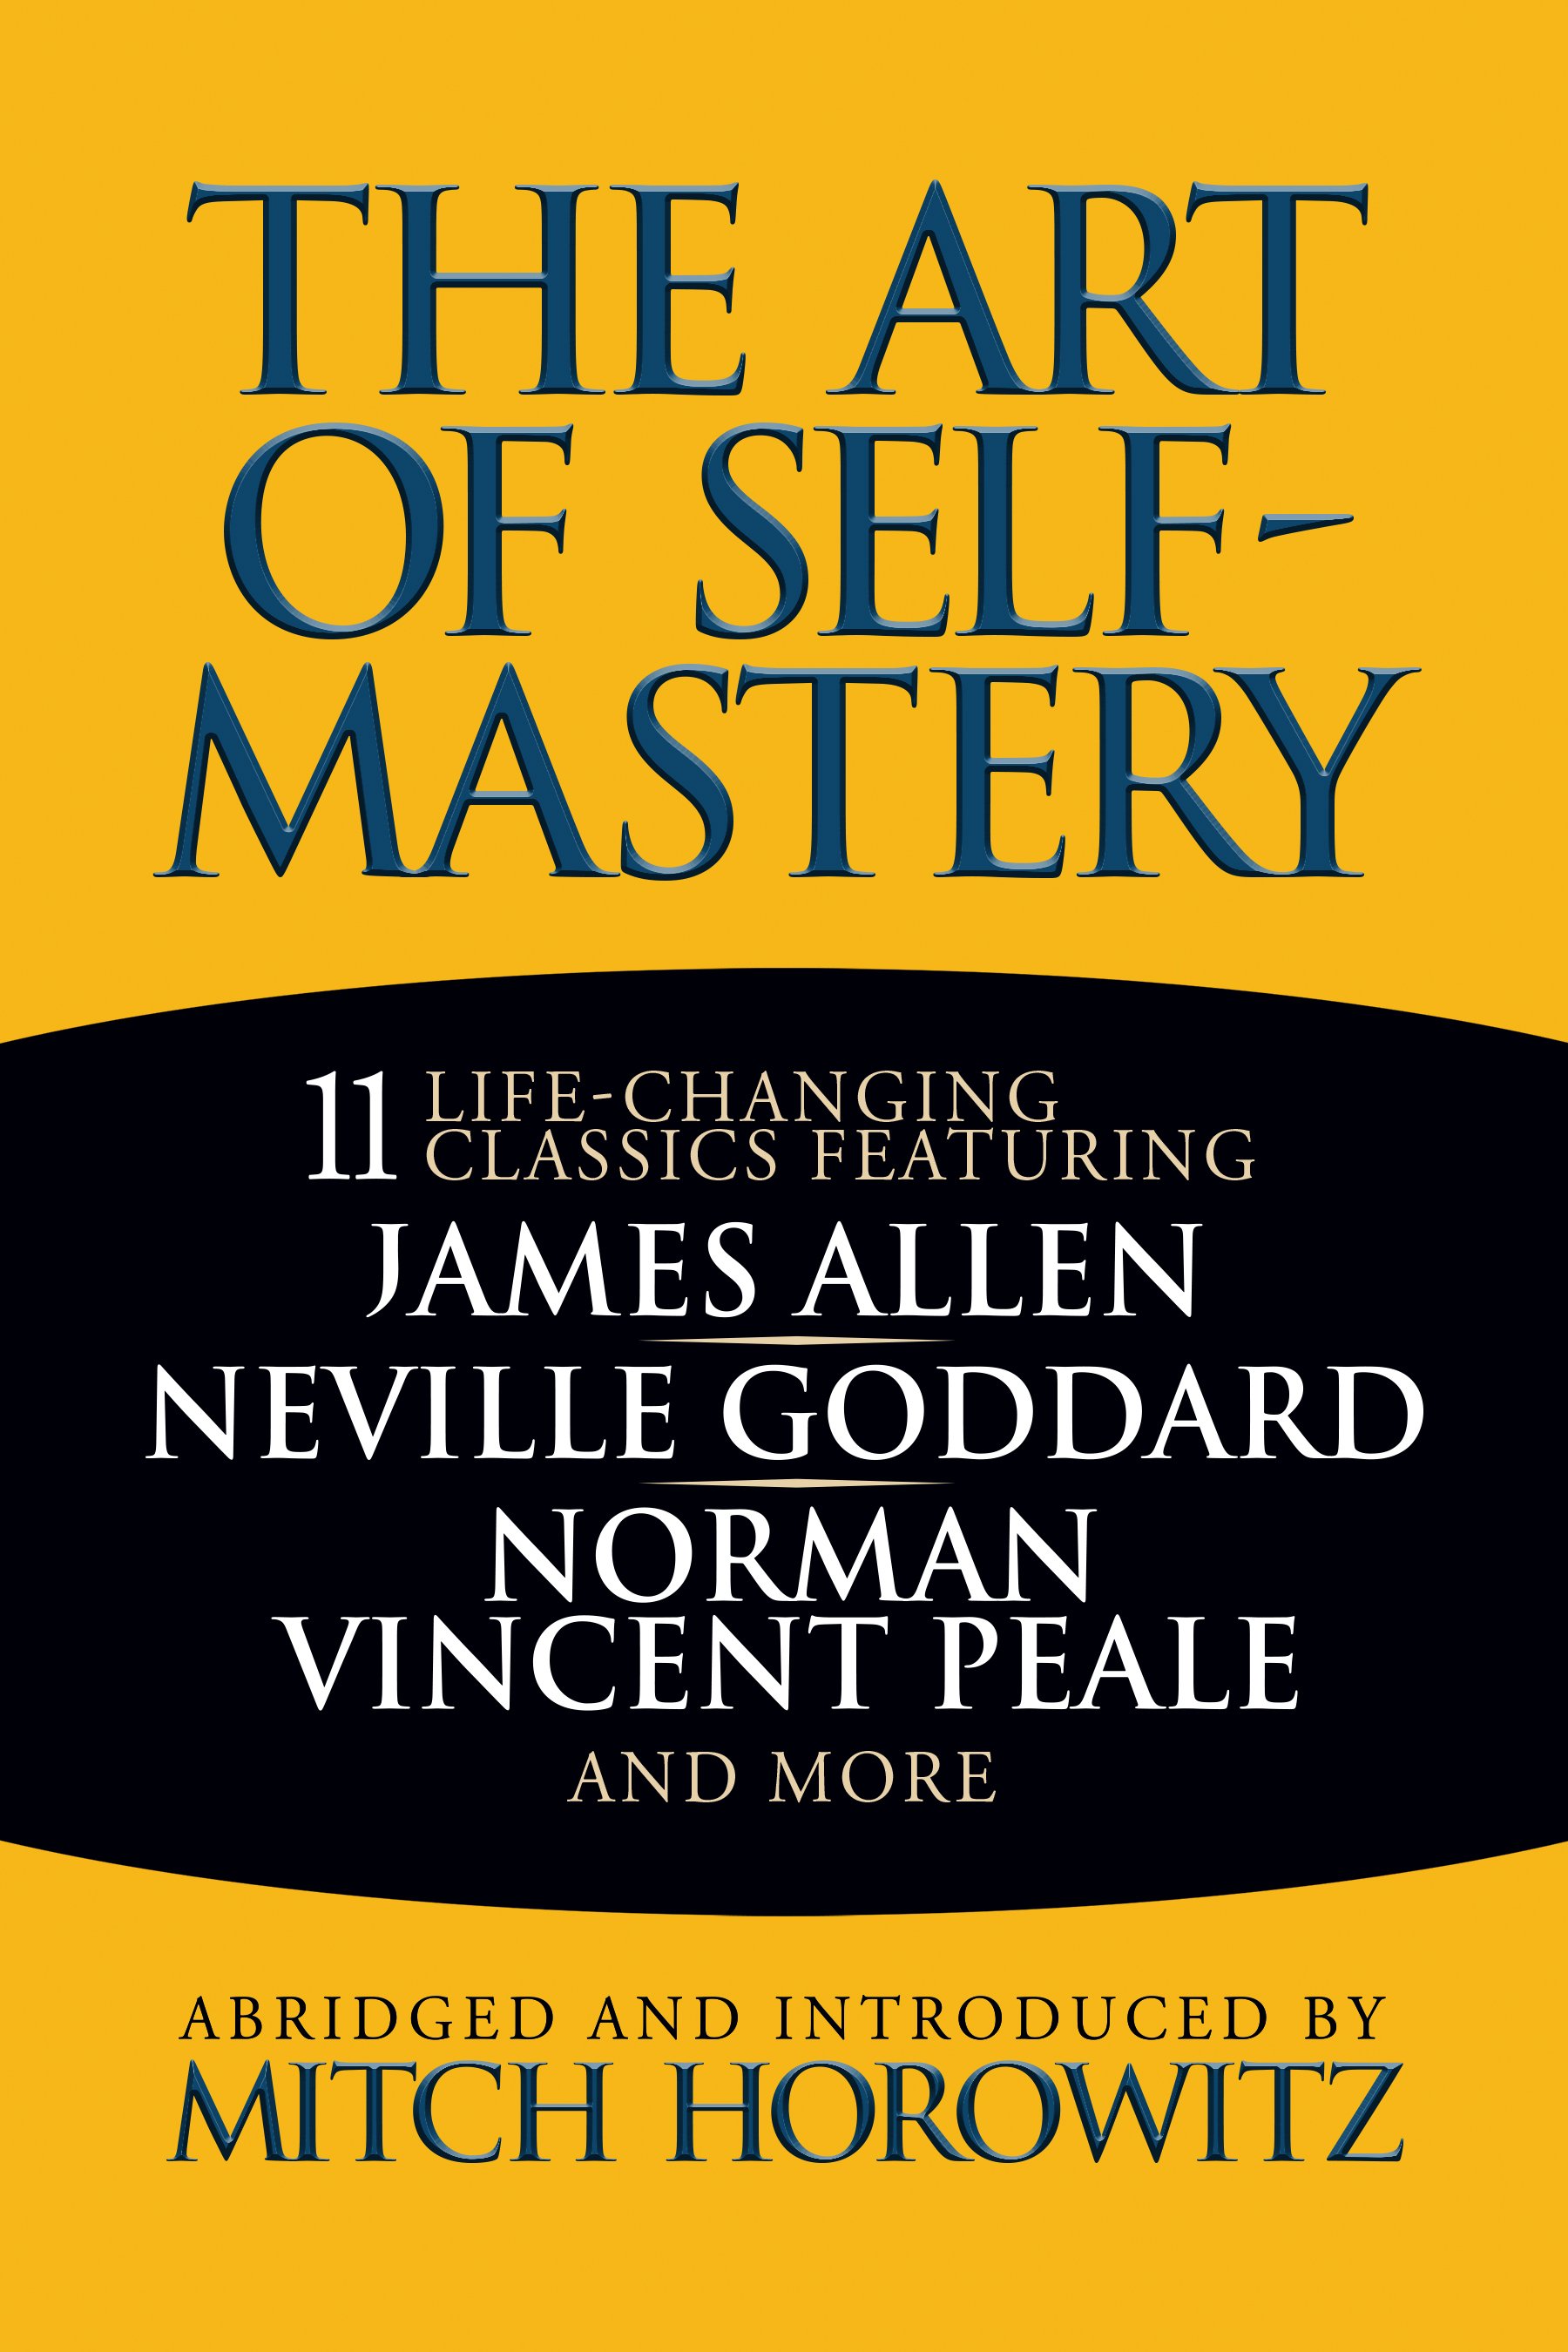 THE ART
OF SELF-
MASTERY
11 LIFE-CHANGING
CLASSICS FEATURING
JAMES ALLEN
NEVILLE GODDARD
NORMAN
VINCENT PEALE
AND MORE
ABRIDGED AND INTRODUCED BY
MITCH HOROWITZ